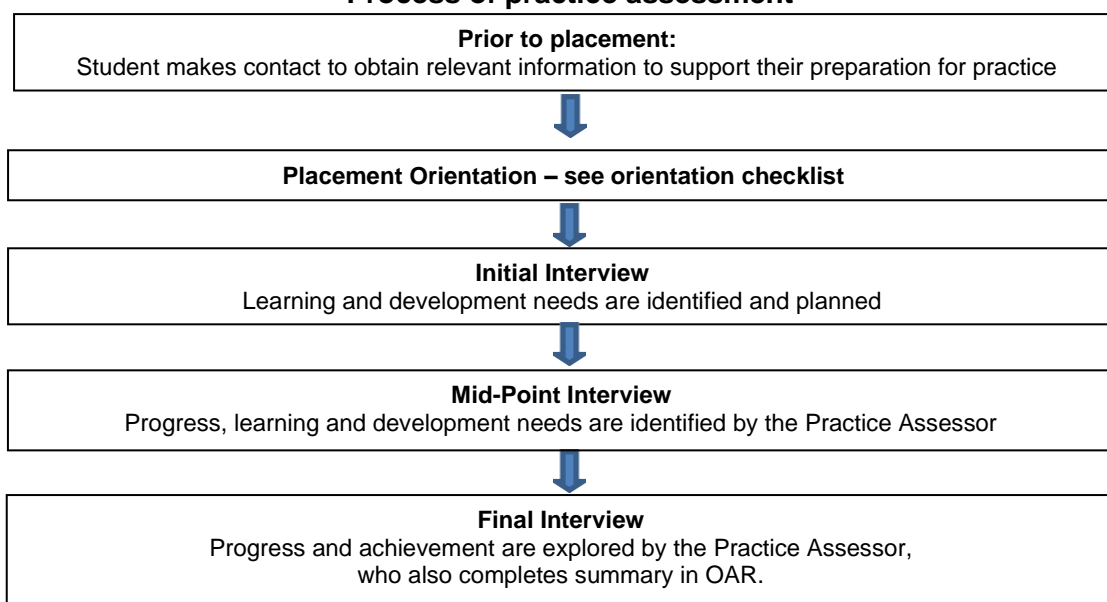 Process of practice assessment
Prior to placement:
Student makes contact to obtain relevant information to support their preparation for practice
Placement Orientation – see orientation checklist
Initial Interview
Learning and development needs are identified and planned
Mid-Point Interview
Progress, learning and development needs are identified by the Practice Assessor
Final Interview
Progress and achievement are explored by the Practice Assessor,
who also completes summary in OAR.